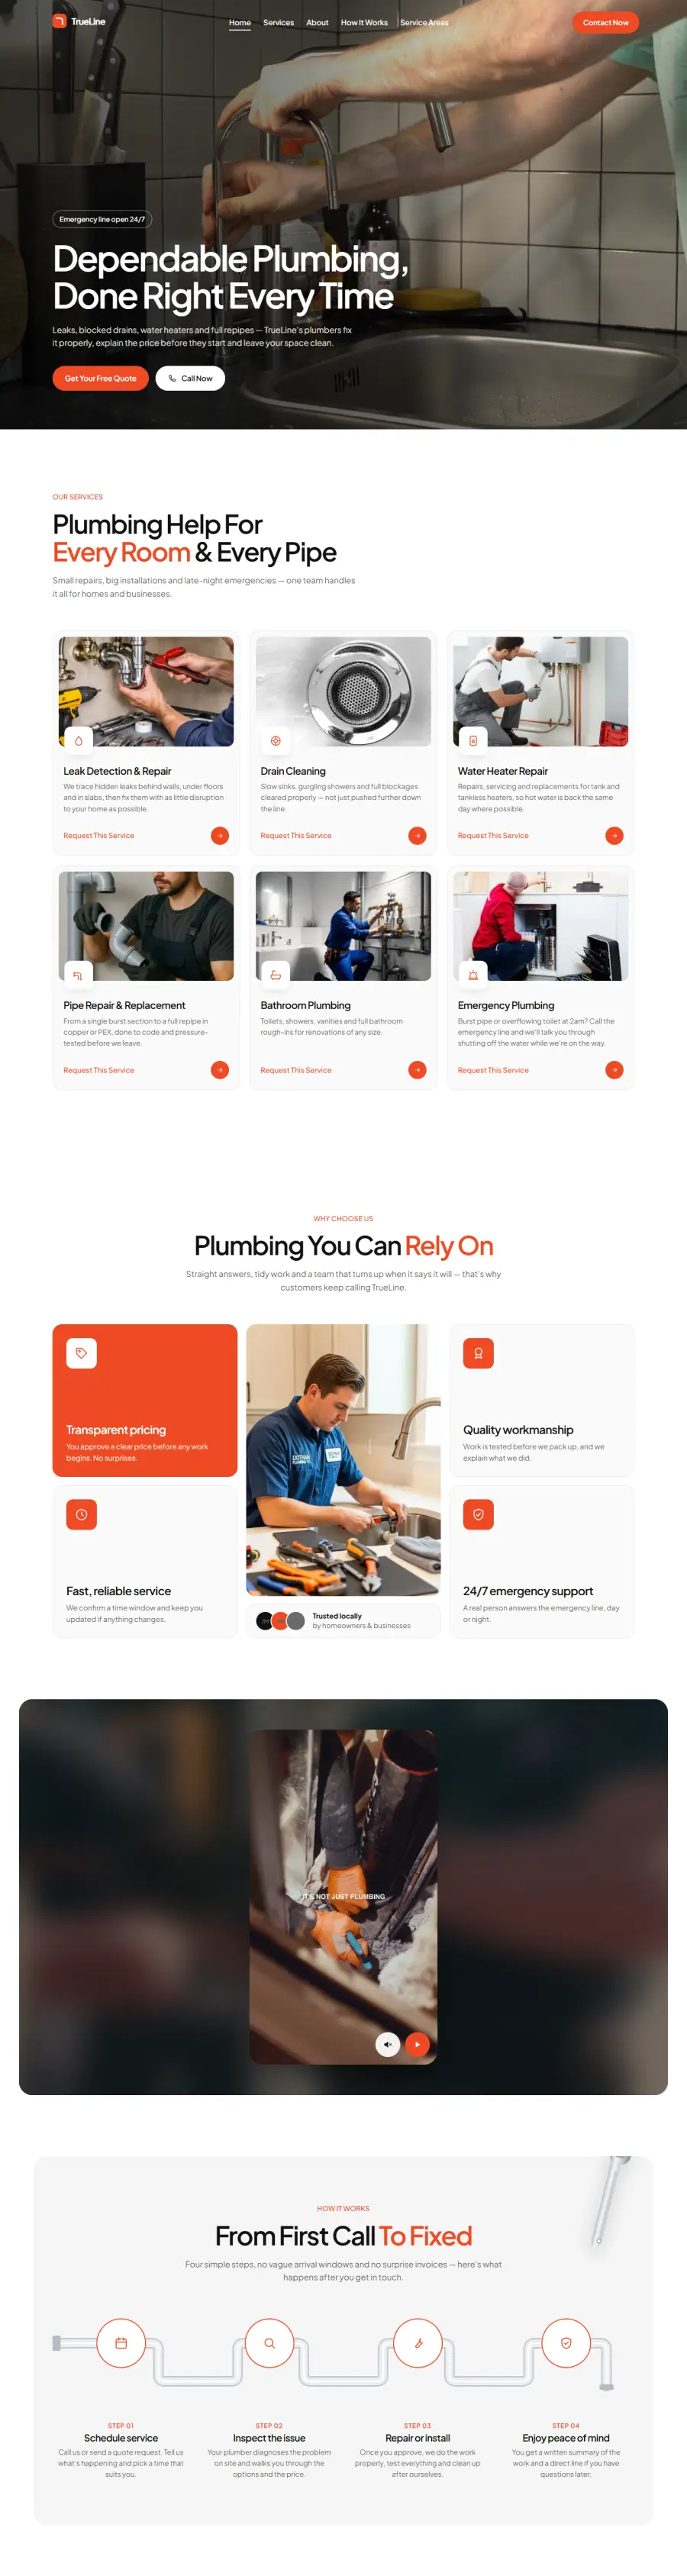 TrueLine
Home Services About How It Works Service Areas
Contact Now
Emergency line open 24/7
Dependable Plumbing,
Done Right Every Time
Leaks, blocked drains, water heaters and full repipes — TrueLine's plumbers fix
it properly, explain the price before they start and leave your space clean.
Get Your Free Quote
Call Now
OUR SERVICES
Plumbing Help For
Every Room & Every Pipe
Small repairs, big installations and late-night emergencies — one team handles
it all for homes and businesses.
Leak Detection & Repair
We trace hidden leaks behind walls, under floors
and in slabs, then fix them with as little disruption
to your home as possible.
Request This Service
Drain Cleaning
Slow sinks, gurgling showers and full blockages
cleared properly — not just pushed further down
the line.
Request This Service
Water Heater Repair
Repairs, servicing and replacements for tank and
tankless heaters, so hot water is back the same
day where possible.
Request This Service
Pipe Repair & Replacement
From a single burst section to a full repipe in
copper or PEX, done to code and pressure-
tested before we leave.
Request This Service
Bathroom Plumbing
Toilets, showers, vanities and full bathroom
rough-ins for renovations of any size.
Request This Service
Emergency Plumbing
Burst pipe or overflowing toilet at 2am? Call the
emergency line and we'll talk you through
shutting off the water while we're on the way.
Request This Service
WHY CHOOSE US
Plumbing You Can Rely On
Straight answers, tidy work and a team that turns up when it says it will — that's why
customers keep calling TrueLine.
Transparent pricing
You approve a clear price before any work
begins. No surprises.
Fast, reliable service
We confirm a time window and keep you
updated if anything changes.
Trusted locally
by homeowners & businesses
Quality workmanship
Work is tested before we pack up, and we
explain what we did.
24/7 emergency support
A real person answers the emergency line, day
or night.
IT'S NOT JUST PLUMBING
HOW IT WORKS
From First Call To Fixed
Four simple steps, no vague arrival windows and no surprise invoices — here's what
happens after you get in touch.
STEP 01
Schedule service
Call us or send a quote request. Tell us
what's happening and pick a time that
suits you.
STEP 02
Inspect the issue
Your plumber diagnoses the problem
on site and walks you through the
options and the price.
STEP 03
Repair or install
Once you approve, we do the work
properly, test everything and clean up
after ourselves.
STEP 04
Enjoy peace of mind
You get a written summary of the
work and a direct line if you have
questions later.